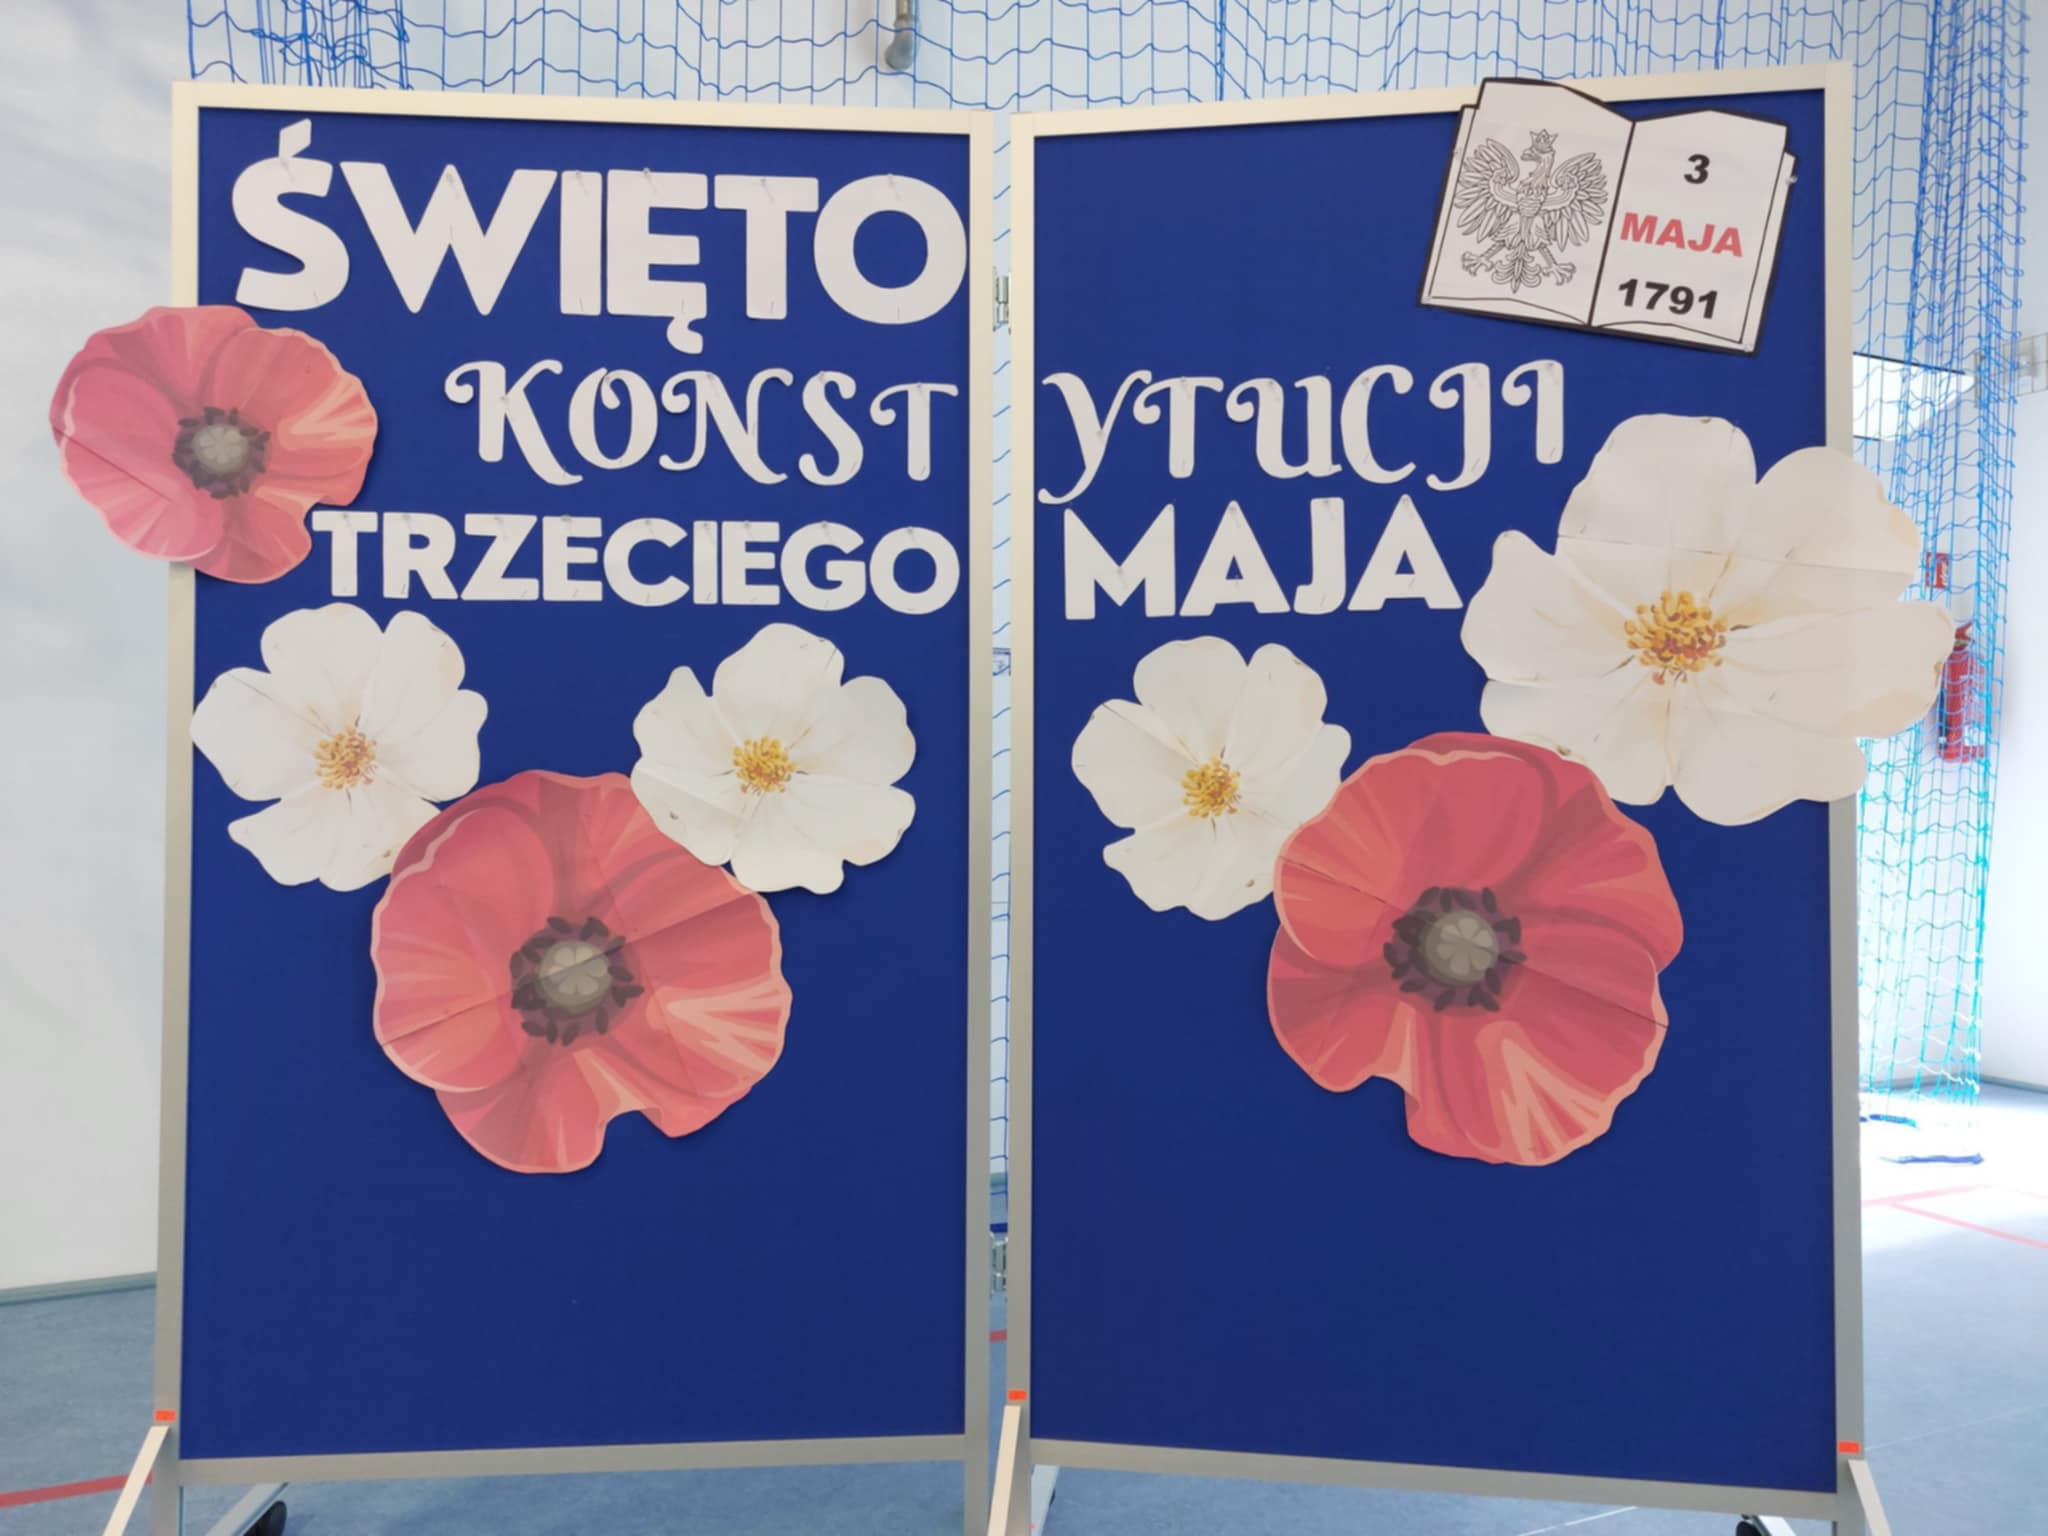 ŚWIĘTO
KONSTYTUCJI
TRZECIEGO MAJA
3
MAJA
1791